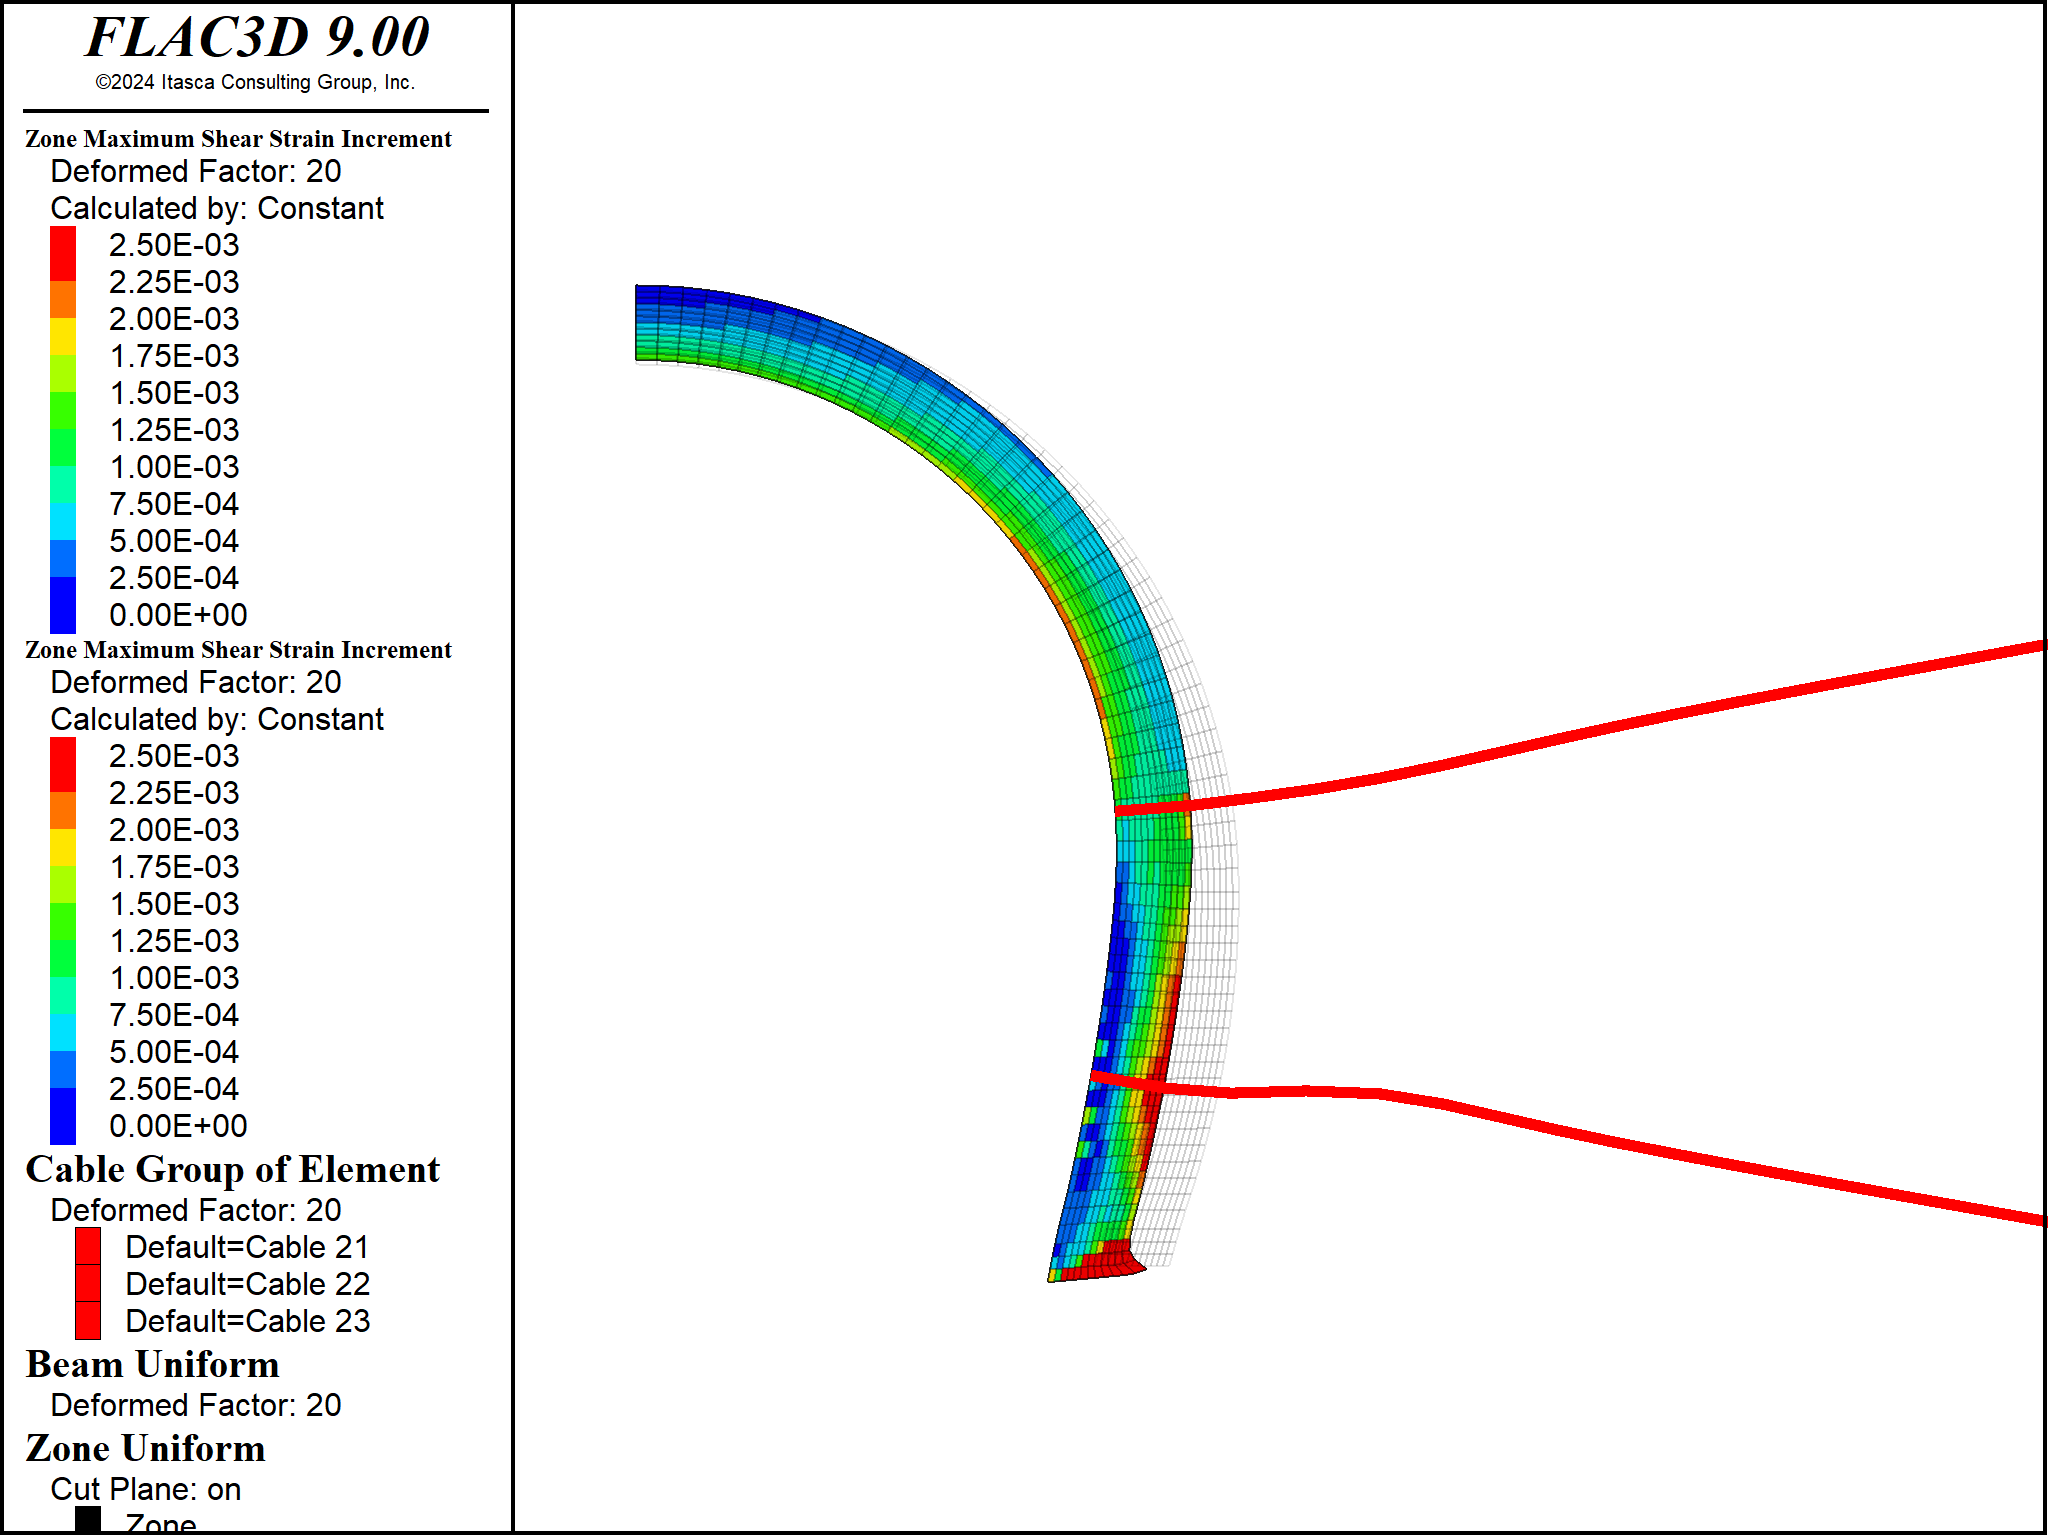 FLAC3D 9.00
©2024 Itasca Consulting Group, Inc.
Zone Maximum Shear Strain Increment
Deformed Factor: 20
Calculated by: Constant
2.50E-03
2.25E-03
2.00E-03
1.75E-03
1.50E-03
1.25E-03
1.00E-03
7.50E-04
5.00E-04
2.50E-04
0.00E+00
Zone Maximum Shear Strain Increment
Deformed Factor: 20
Calculated by: Constant
2.50E-03
2.25E-03
2.00E-03
1.75E-03
1.50E-03
1.25E-03
1.00E-03
7.50E-04
5.00E-04
2.50E-04
0.00E+00
Cable Group of Element
Deformed Factor: 20
Default=Cable 21
Default=Cable 22
Default=Cable 23
Beam Uniform
Deformed Factor: 20
Zone Uniform
Cut Plane: on
Zone